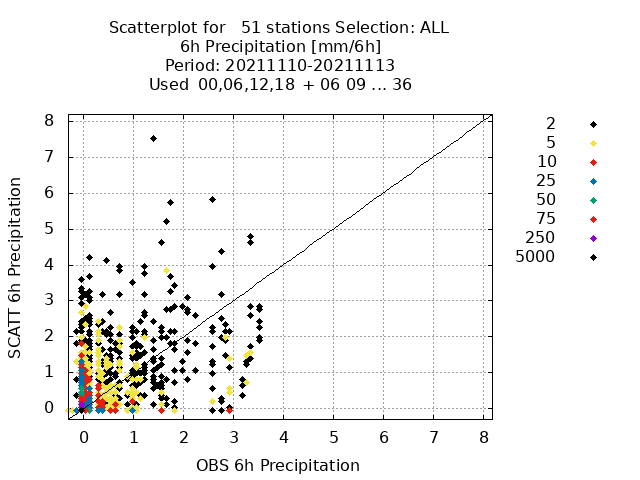 Scatterplot for   51 stations Selection: ALL
6h Precipitation [mm/6h]
Period: 20211110-20211113
Used  00,06,12,18  + 06 09 ... 36
SCATT 6h Precipitation
8
7
6
5
4
3
2
1
0
0 1 2 3 4 5 6 7 8
OBS 6h Precipitation
2
5
10
25
50
75
250
5000